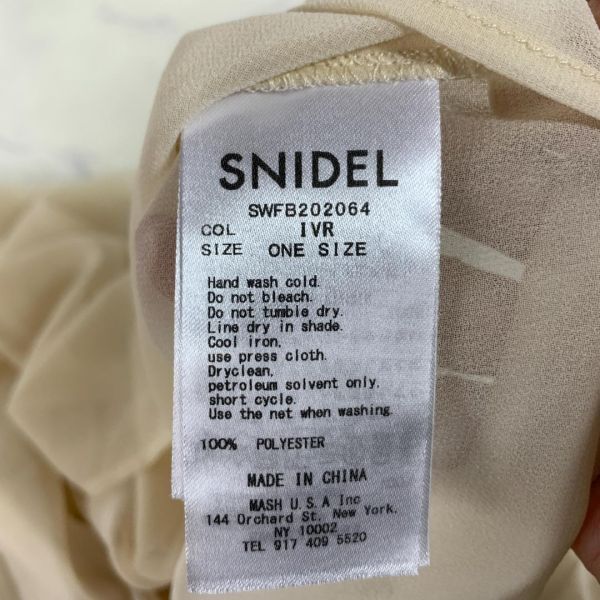 SNIDEL
SWFB202064
COL IVR
SIZE ONE SIZE
Hand wash cold.
Do not bleach.
Do not tumble dry.
Line dry in shade.
Cool iron.
use press cloth.
Dryclean.
petroleum solvent only.
short cycle.
Use the net when washing.
100% POLYESTER
MADE IN CHINA
MASH U.S.A Inc
144 Orchard St. New York.
NY 10002
TEL 917 409 5520